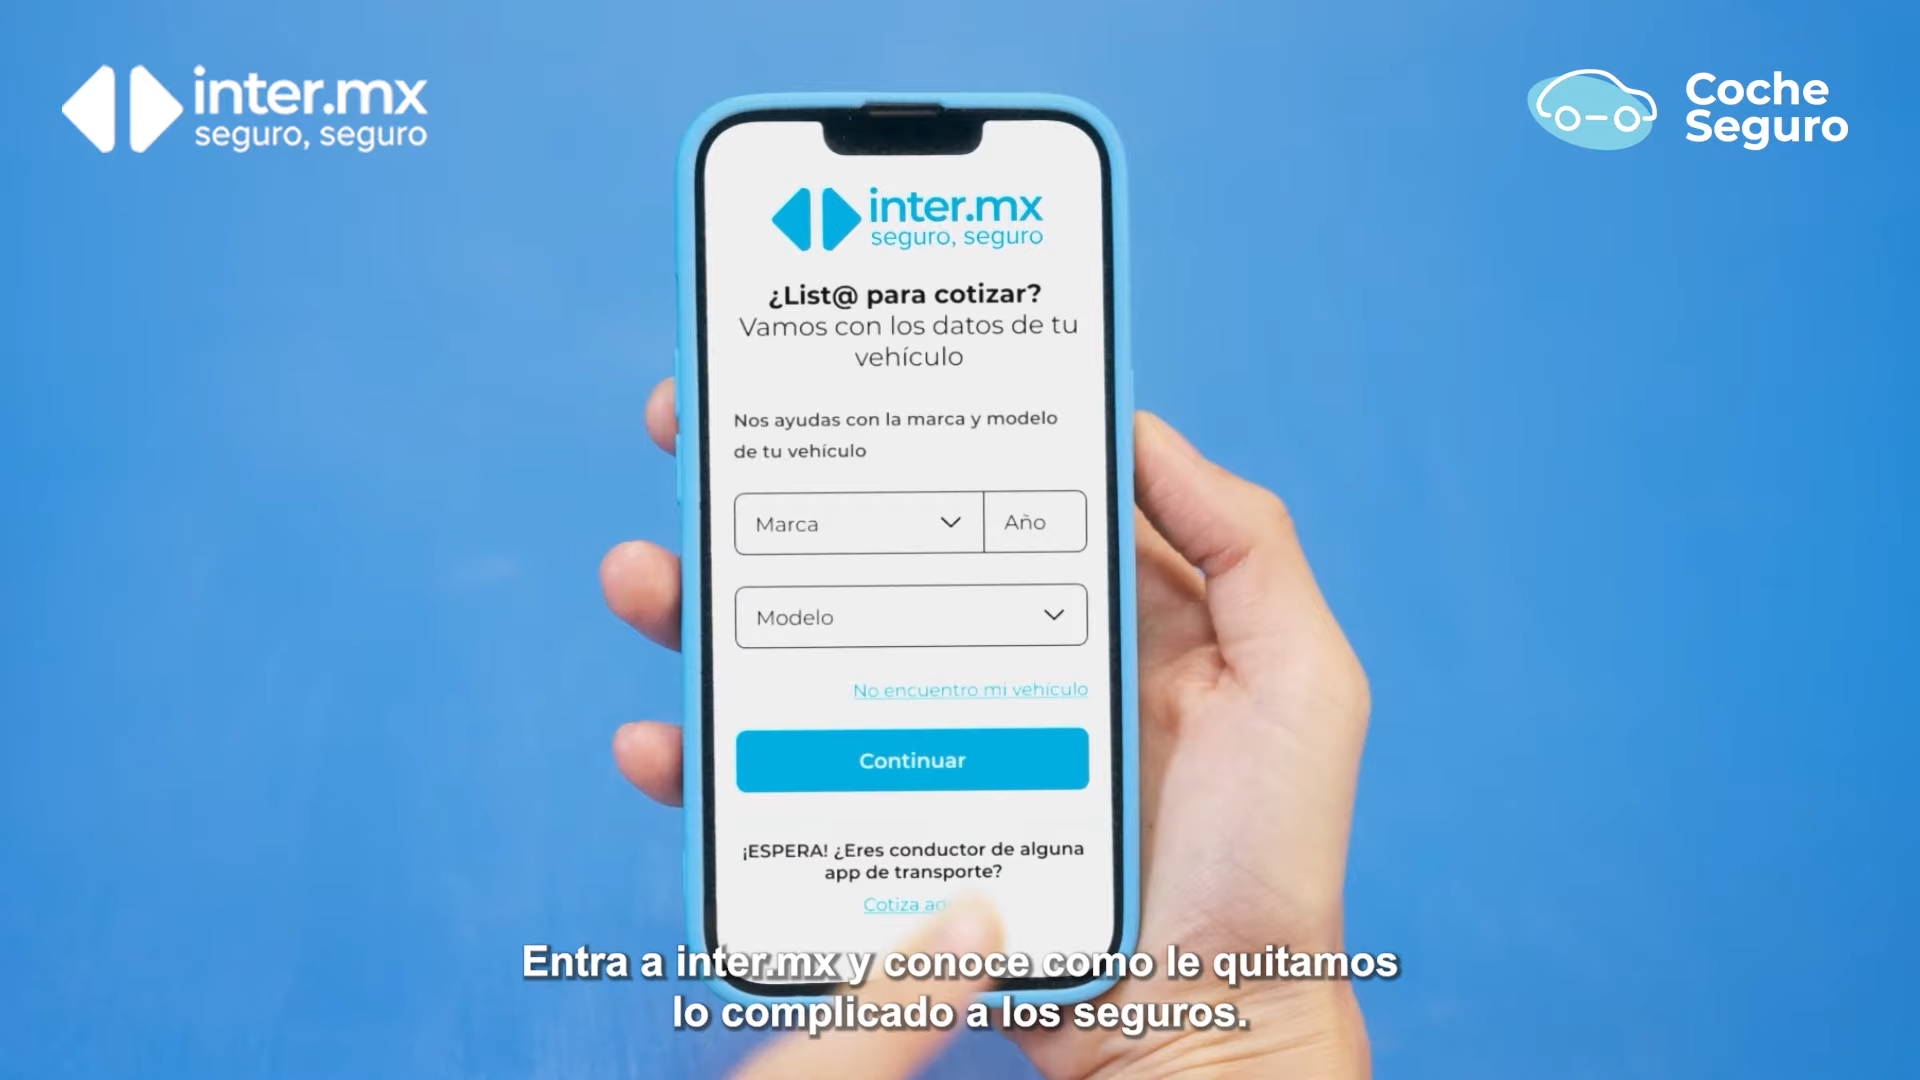 inter.mx
seguro, seguro
Coche
Seguro
inter.mx
seguro, seguro
¿List@ para cotizar?
Vamos con los datos de tu
vehículo
Nos ayudas con la marca y modelo
de tu vehículo
Marca
Año
Modelo
No encuentro mi vehículo
Continuar
¡ESPERA! ¿Eres conductor de alguna
app de transporte?
Cotiza
Entra a inter.mx y conoce como le quitamos
lo complicado a los seguros.